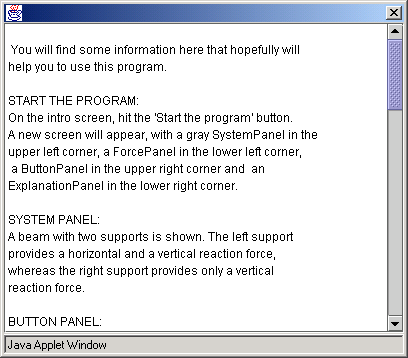 You will find some information here that hopefully will
help you to use this program.
START THE PROGRAM:
On the intro screen, hit the 'Start the program' button.
A new screen will appear, with a gray SystemPanel in the
upper left corner, a ForcePanel in the lower left corner,
a ButtonPanel in the upper right corner and  an
ExplanationPanel in the lower right corner.
SYSTEM PANEL:
A beam with two supports is shown. The left support
provides a horizontal and a vertical reaction force,
whereas the right support provides only a vertical
reaction force.
BUTTON PANEL:
Java Applet Window